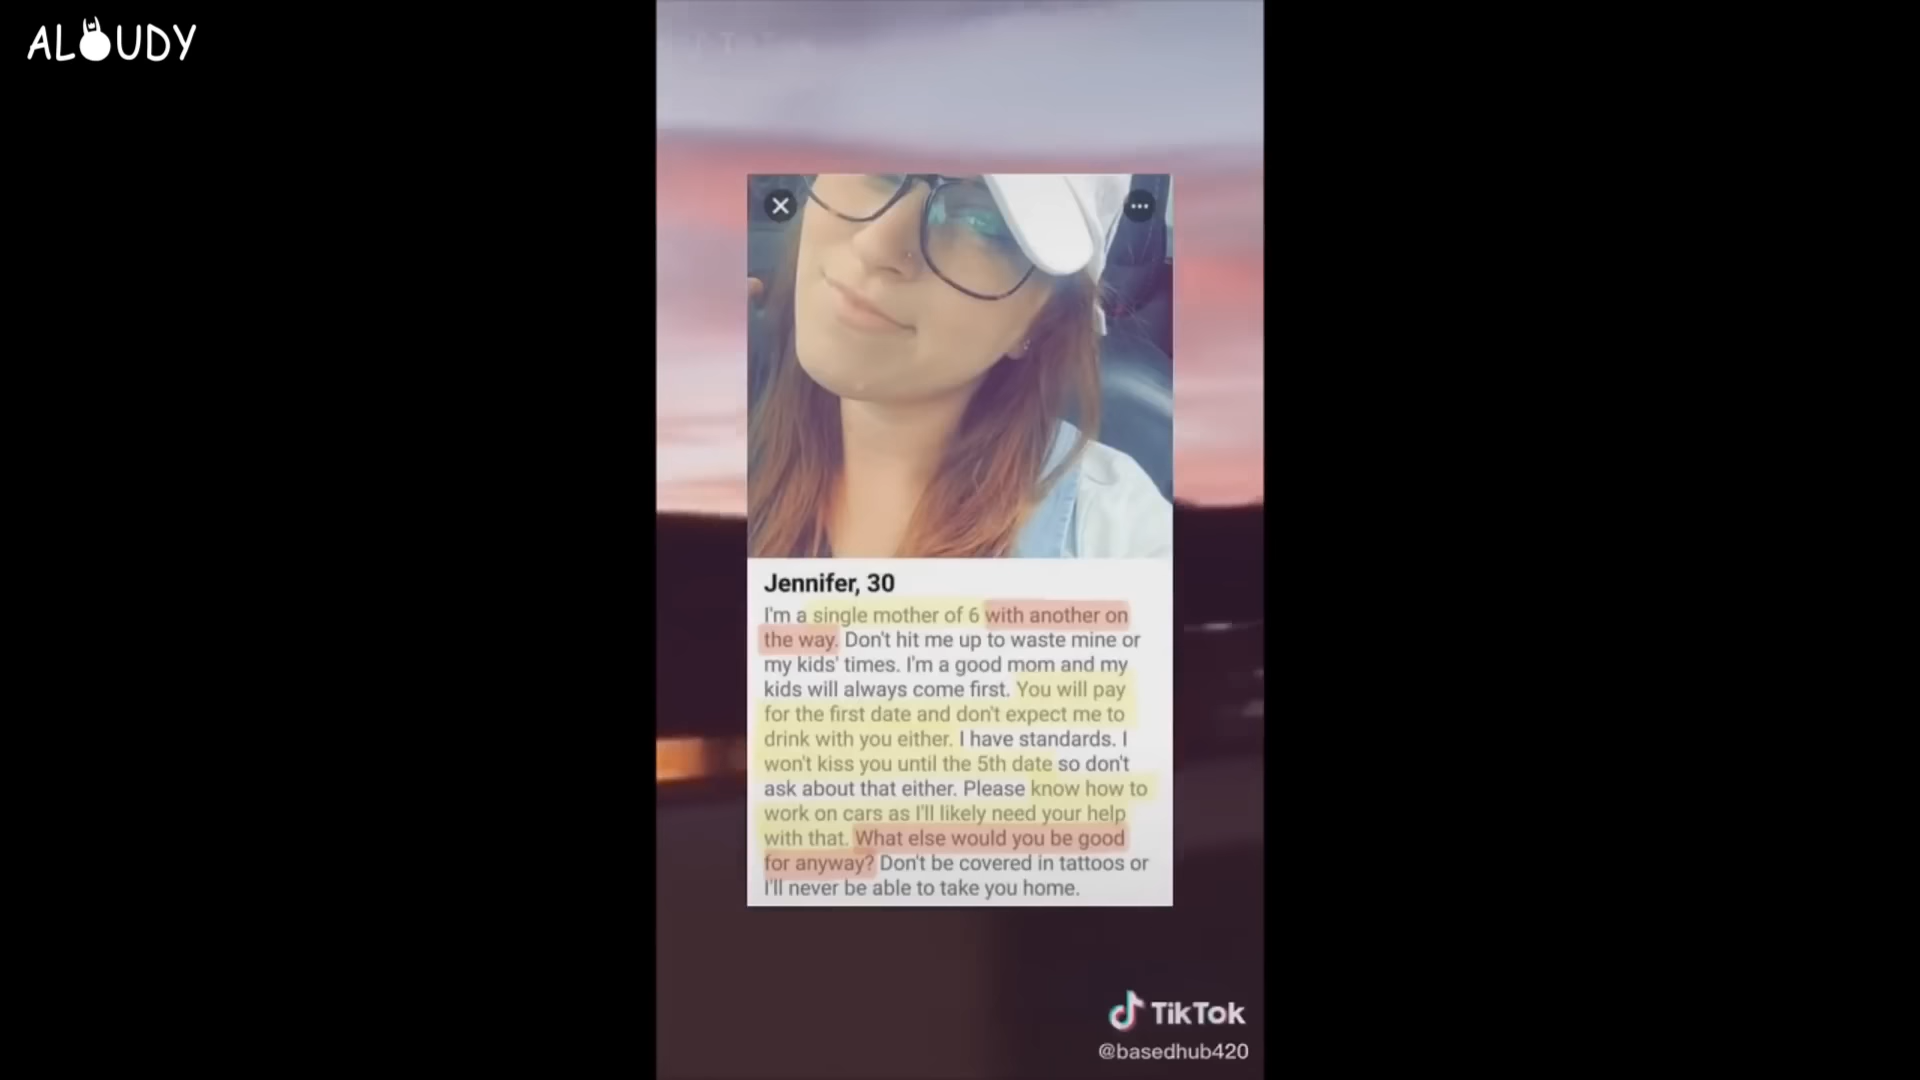 ALOUDY
Jennifer, 30
I'm a single mother of 6 with another on
the way. Don't hit me up to waste mine or
my kids' times. I'm a good mom and my
kids will always come first. You will pay
for the first date and don't expect me to
drink with you either. I have standards. I
won't kiss you until the 5th date so don't
ask about that either. Please know how to
work on cars as I'll likely need your help
with that. What else would you be good
for anyway? Don't be covered in tattoos or
I'll never be able to take you home.
TikTok
@basedhub420